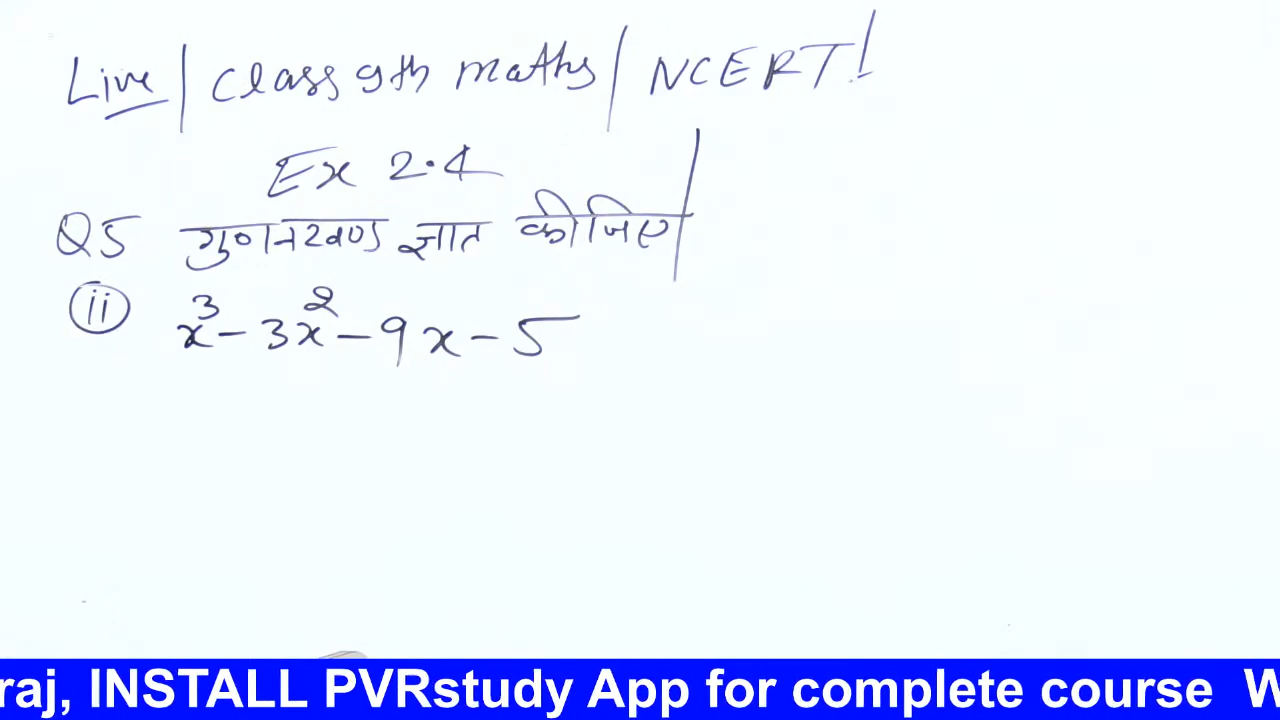 Live / Class 9th maths / NCERT!
Ex 2.4
Q5 गुणनखण्ड ज्ञात कीजिए
(ii) x³ - 3x² - 9x - 5
raj, INSTALL PVRstudy App for complete course W